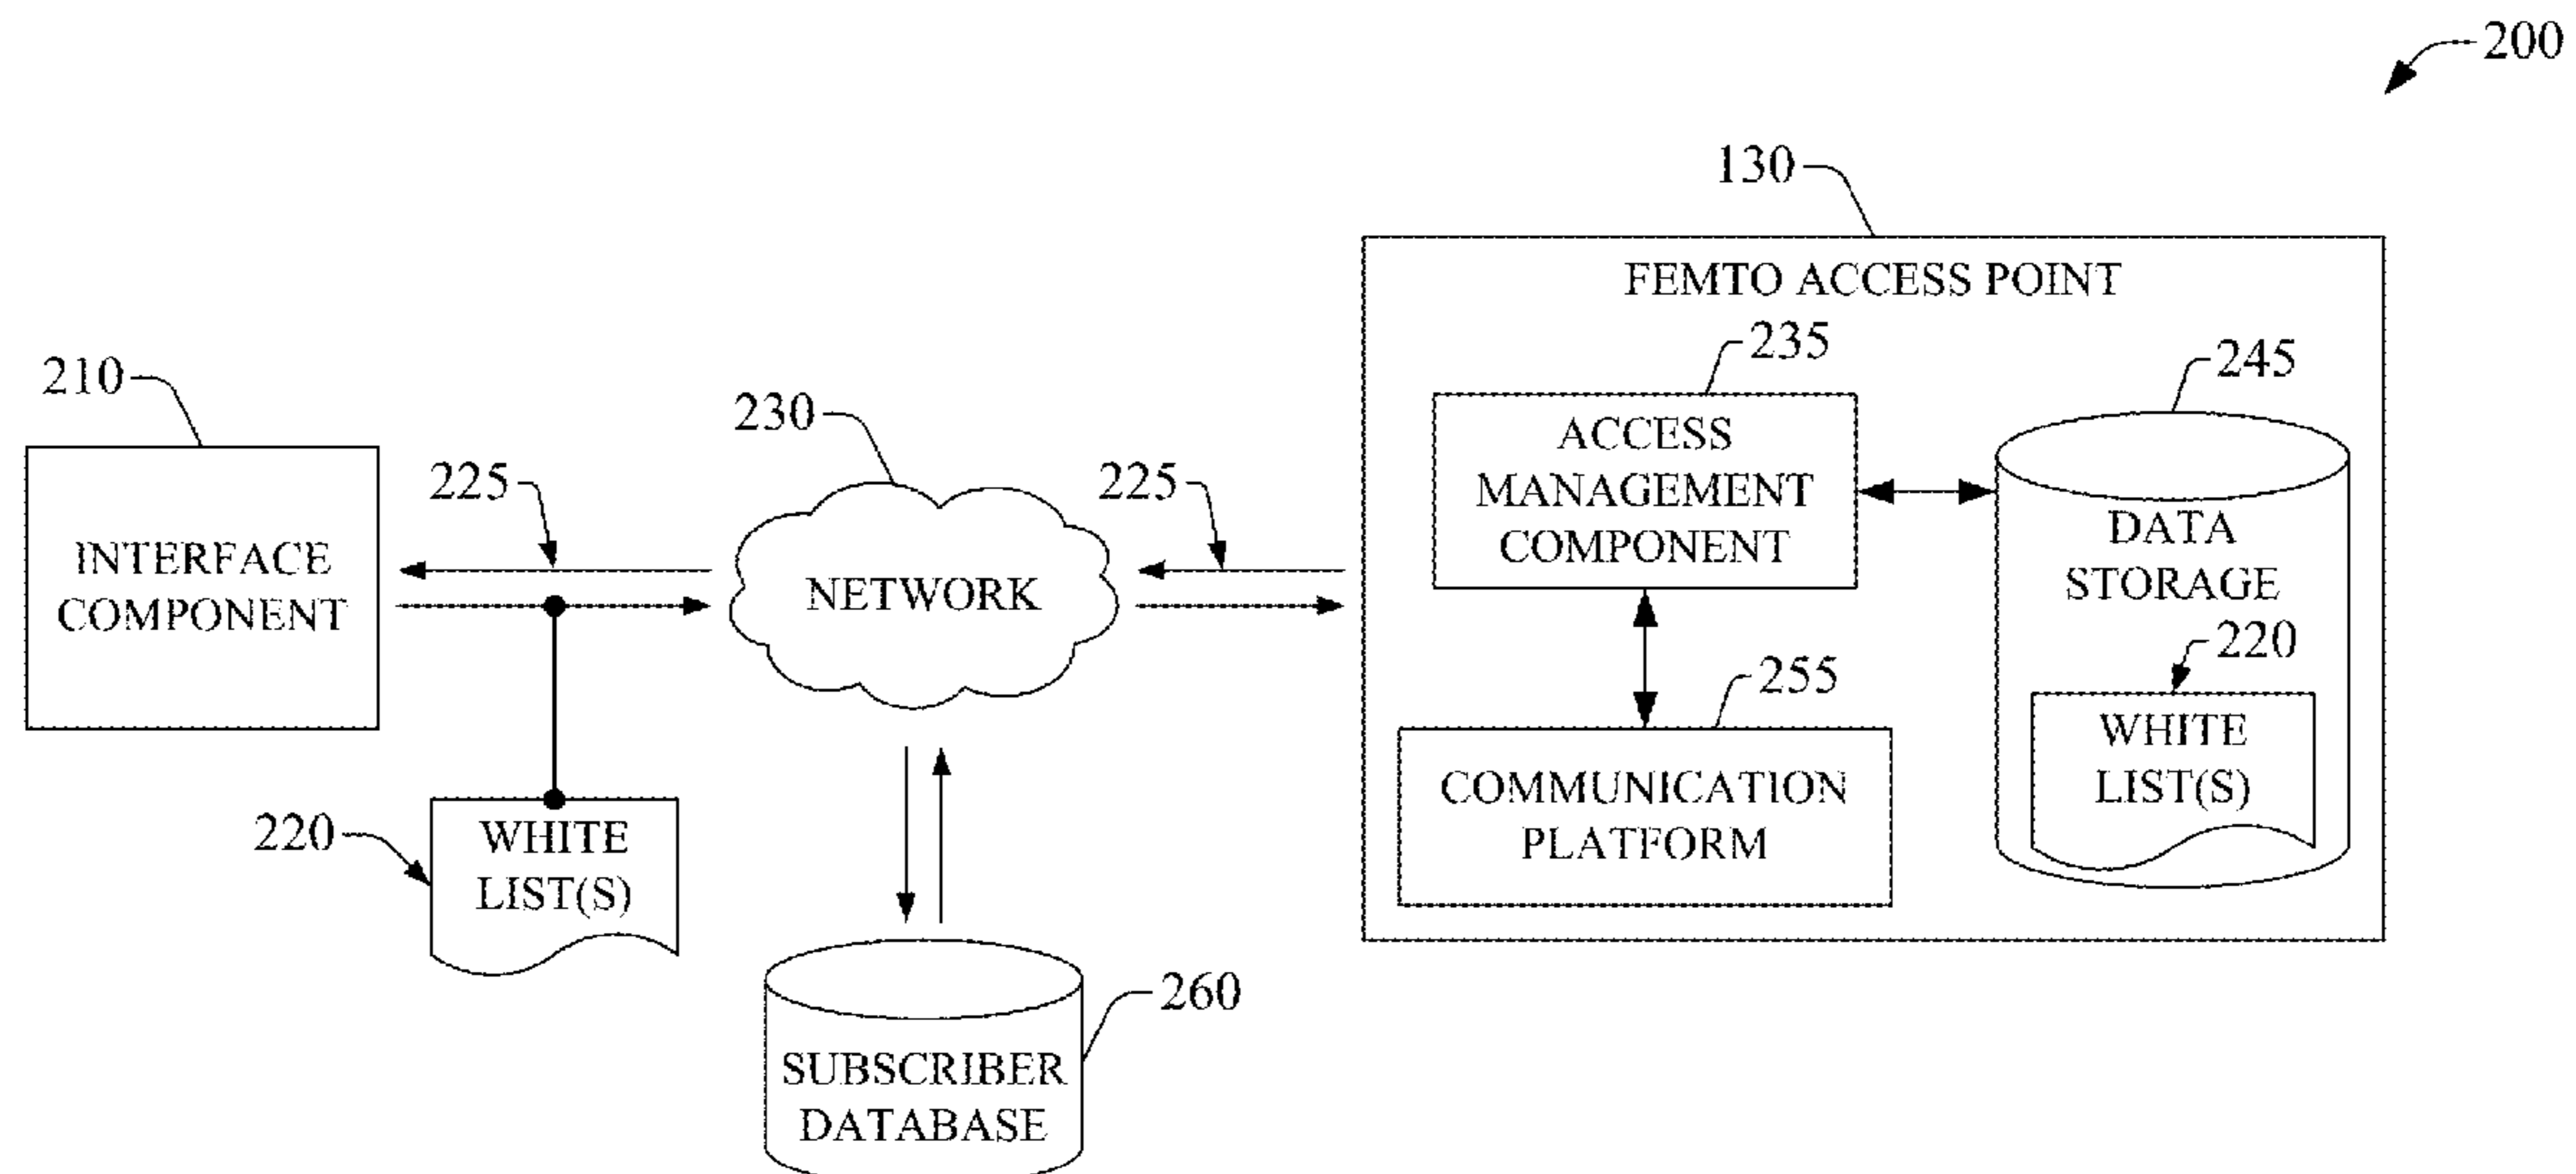 200
130
FEMTO ACCESS POINT
235
245
210
230
ACCESS
MANAGEMENT
COMPONENT
225
225
DATA
STORAGE
INTERFACE
COMPONENT
NETWORK
220
255
WHITE
LIST(S)
COMMUNICATION
PLATFORM
220
WHITE
LIST(S)
260
SUBSCRIBER
DATABASE